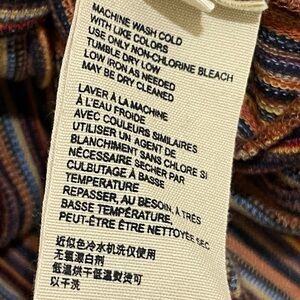 MACHINE WASH COLD
WITH LIKE COLORS
USE ONLY NON-CHLORINE BLEACH
TUMBLE DRY LOW
LOW IRON AS NEEDED
MAY BE DRY CLEANED
LAVER À LA MACHINE
À L'EAU FROIDE
AVEC COULEURS SIMILAIRES
UTILISER UN AGENT DE
BLANCHIMENT SANS CHLORE SI
NÉCESSAIRE SECHER PAR
CULBUTAGE À BASSE
TEMPERATURE
REPASSER, AU BESOIN, À TRÈS
BASSE TEMPÉRATURE,
PEUT-ÊTRE ÊTRE NETTOYÉE SEC
近似色冷水机洗仅使用
无氯漂白剂
低温烘干低温熨烫可
以干洗